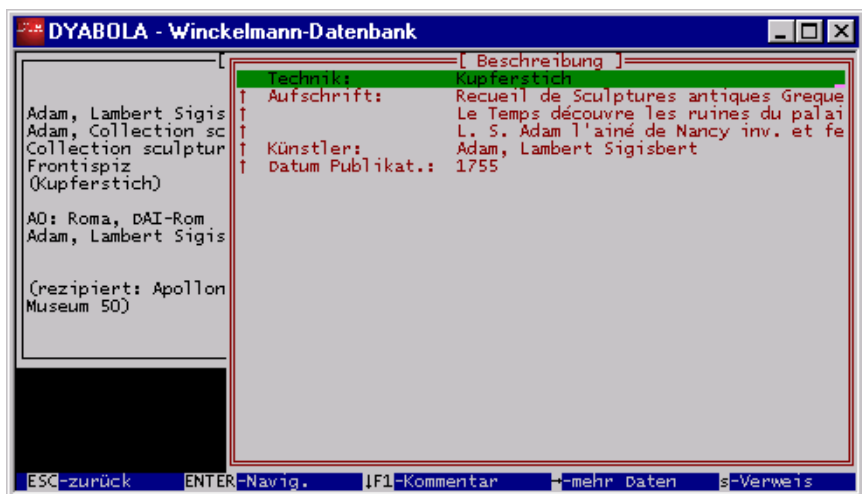 DYABOLA - Winckelmann-Datenbank
Adam, Lambert Sigis
Adam, Collection sc
Collection sculptur
Frontispiz
(Kupferstich)
AO: Roma, DAI-Rom
Adam, Lambert Sigis
(rezipiert: Apollon
Museum 50)
[ Beschreibung ]
Technik: Kupferstich
↑ Aufschrift: Recueil de Sculptures antiques Greque
↑ Le Temps découvre les ruines du palai
↑ L. S. Adam l'ainé de Nancy inv. et fe
↑ Künstler: Adam, Lambert Sigisbert
↑ Datum Publikat.: 1755
ESC-zurück ENTER-Navig. ↓F1-Kommentar →-mehr Daten s-Verweis